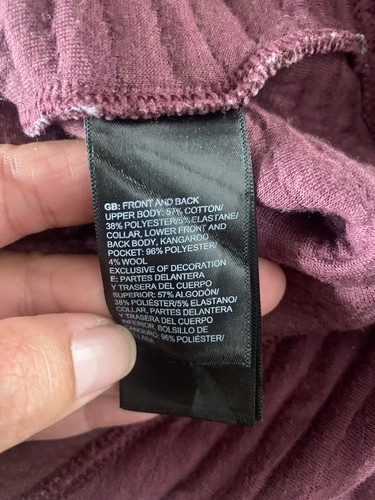 GB: FRONT AND BACK
UPPER BODY: 57% COTTON/
38% POLYESTER/5% ELASTANE/
COLLAR, LOWER FRONT AND
BACK BODY, KANGAROO
POCKET: 96% POLYESTER/
4% WOOL
EXCLUSIVE OF DECORATION
E: PARTES DELANTERA
Y TRASERA DEL CUERPO
SUPERIOR: 57% ALGODÓN/
38% POLIÉSTER/5% ELASTANO/
COLLAR, PARTES DELANTERA
Y TRASERA DEL CUERPO
INFERIOR, BOLSILLO DE
CANGURO: 96% POLIÉSTER/
LANA